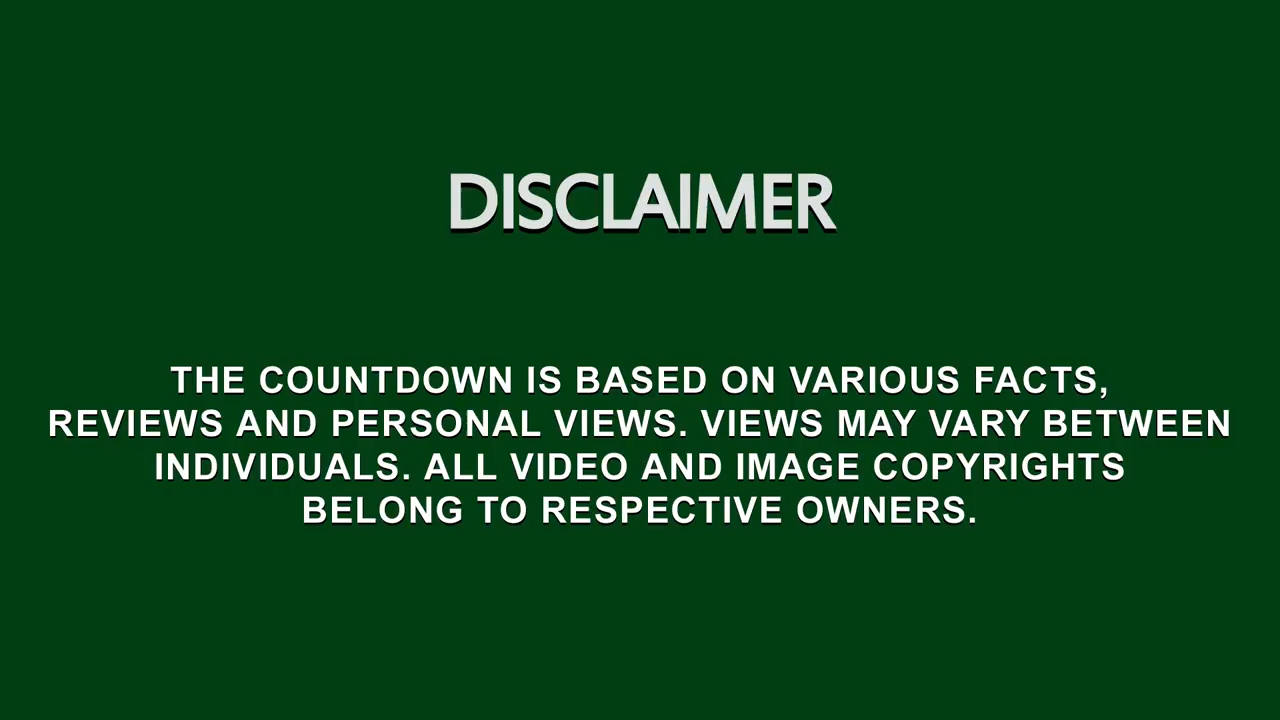 DISCLAIMER
THE COUNTDOWN IS BASED ON VARIOUS FACTS,
REVIEWS AND PERSONAL VIEWS. VIEWS MAY VARY BETWEEN
INDIVIDUALS. ALL VIDEO AND IMAGE COPYRIGHTS
BELONG TO RESPECTIVE OWNERS.